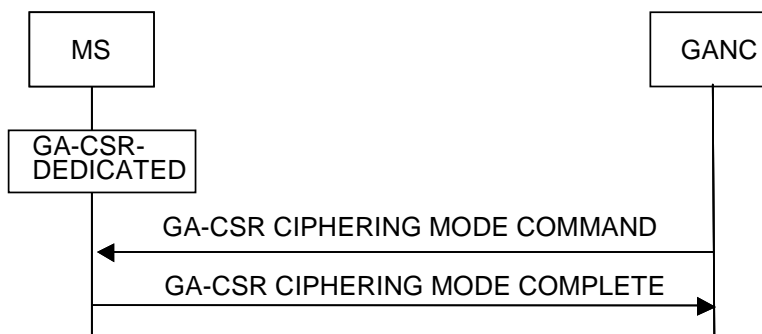 MS
GANC
GA-CSR-
DEDICATED
GA-CSR CIPHERING MODE COMMAND
GA-CSR CIPHERING MODE COMPLETE